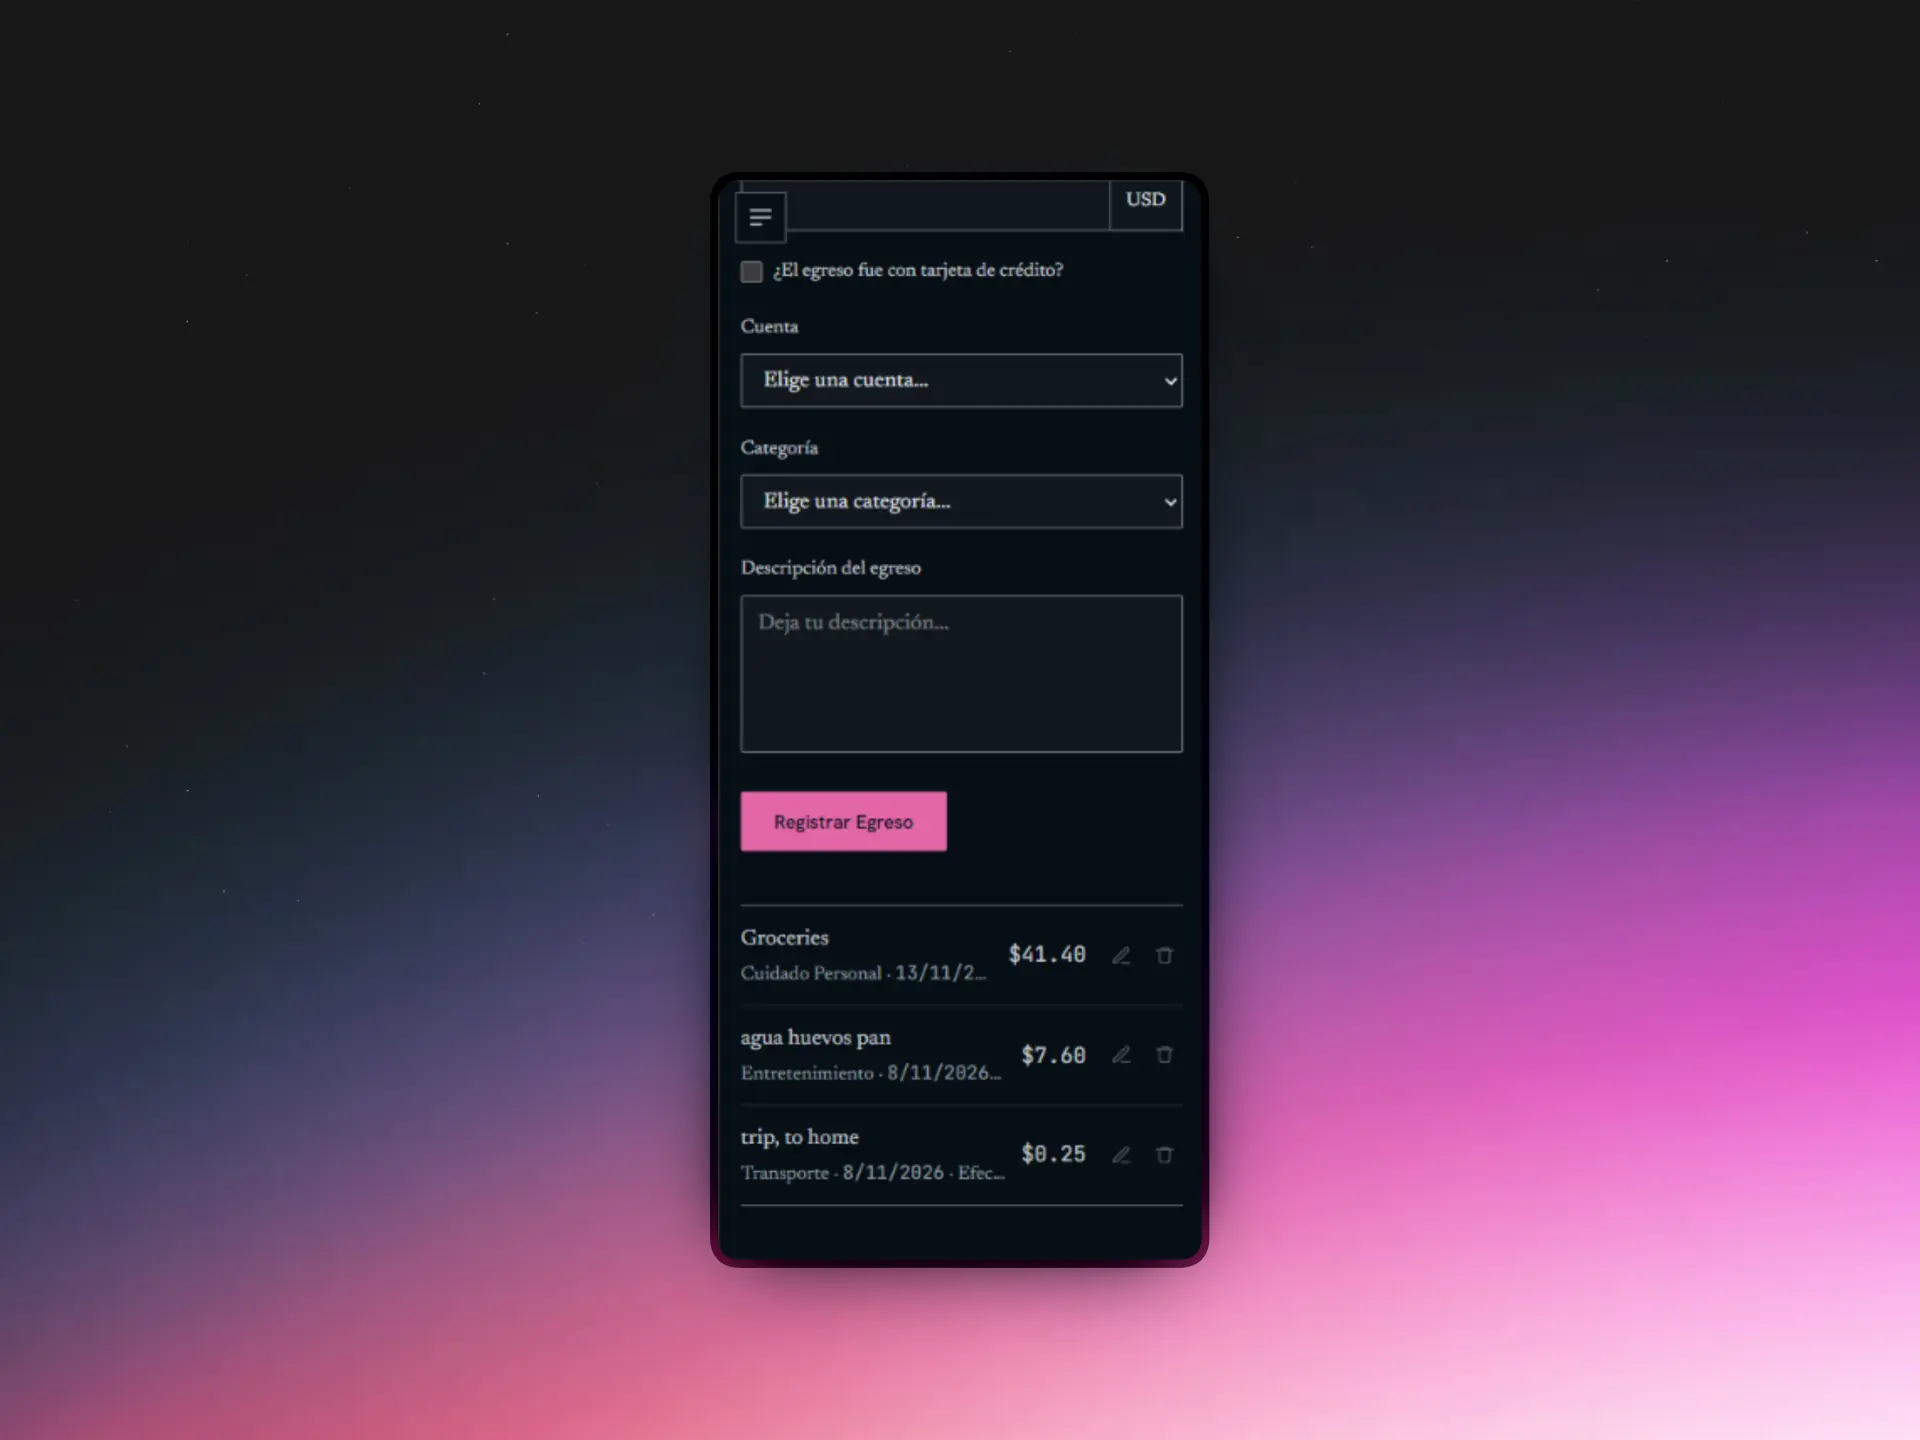 USD
¿El egreso fue con tarjeta de crédito?
Cuenta
Elige una cuenta...
Categoría
Elige una categoría...
Descripción del egreso
Deja tu descripción...
Registrar Egreso
Groceries
$41.40
Cuidado Personal · 13/11/2...
agua huevos pan
$7.60
Entretenimiento · 8/11/2026...
trip, to home
$0.25
Transporte · 8/11/2026 · Efec...